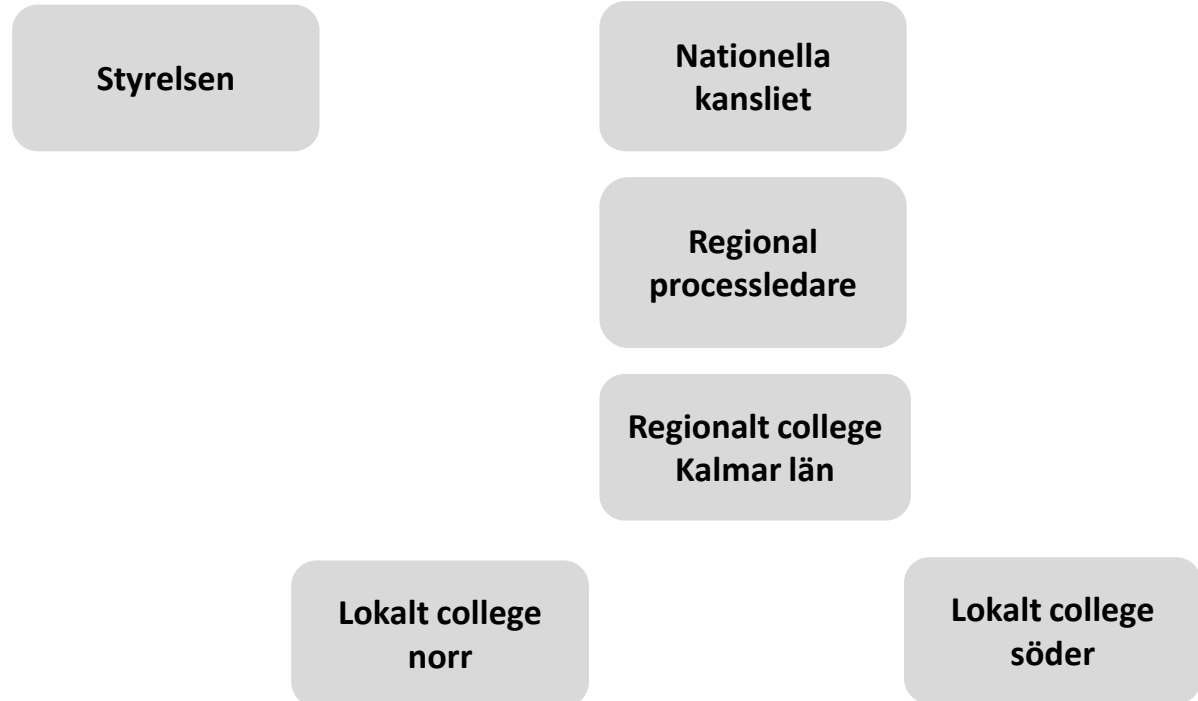 Styrelsen
Nationella
kansliet
Regional
processledare
Regionalt college
Kalmar län
Lokalt college
norr
Lokalt college
söder